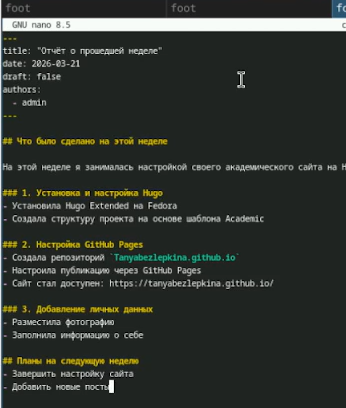 foot foot fo
GNU nano 8.5 c
---
title: "Отчёт о прошедшей неделе"
date: 2026-03-21
draft: false
authors:
  - admin
---
## Что было сделано на этой неделе
На этой неделе я занималась настройкой своего академического сайта на H
### 1. Установка и настройка Hugo
- Установила Hugo Extended на Fedora
- Создала структуру проекта на основе шаблона Academic
### 2. Настройка GitHub Pages
- Создала репозиторий `Tanyabezlepkina.github.io`
- Настроила публикацию через GitHub Pages
- Сайт стал доступен: https://tanyabezlepkina.github.io/
### 3. Добавление личных данных
- Разместила фотографию
- Заполнила информацию о себе
## Планы на следующую неделю
- Завершить настройку сайта
- Добавить новые посты